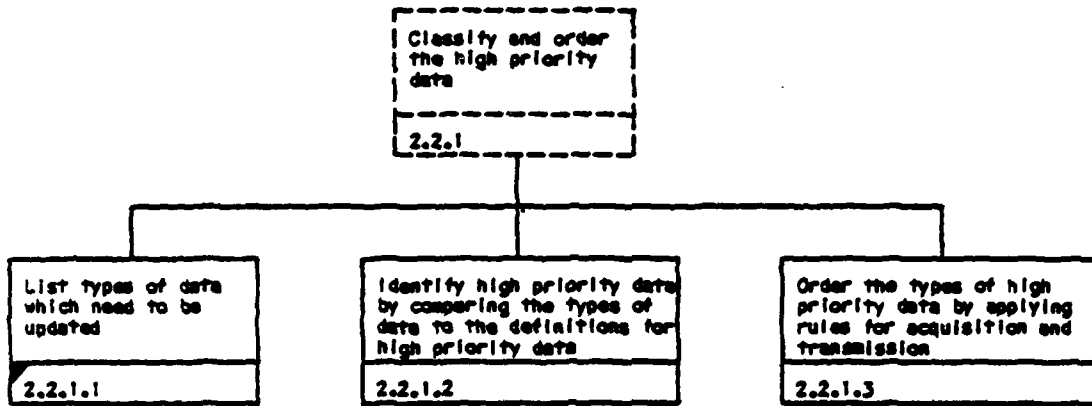 Classify and order
the high priority
data
2.2.1
List types of data
which need to be
updated
2.2.1.1
Identify high priority data
by comparing the types of
data to the definitions for
high priority data
2.2.1.2
Order the types of high
priority data by applying
rules for acquisition and
transmission
2.2.1.3